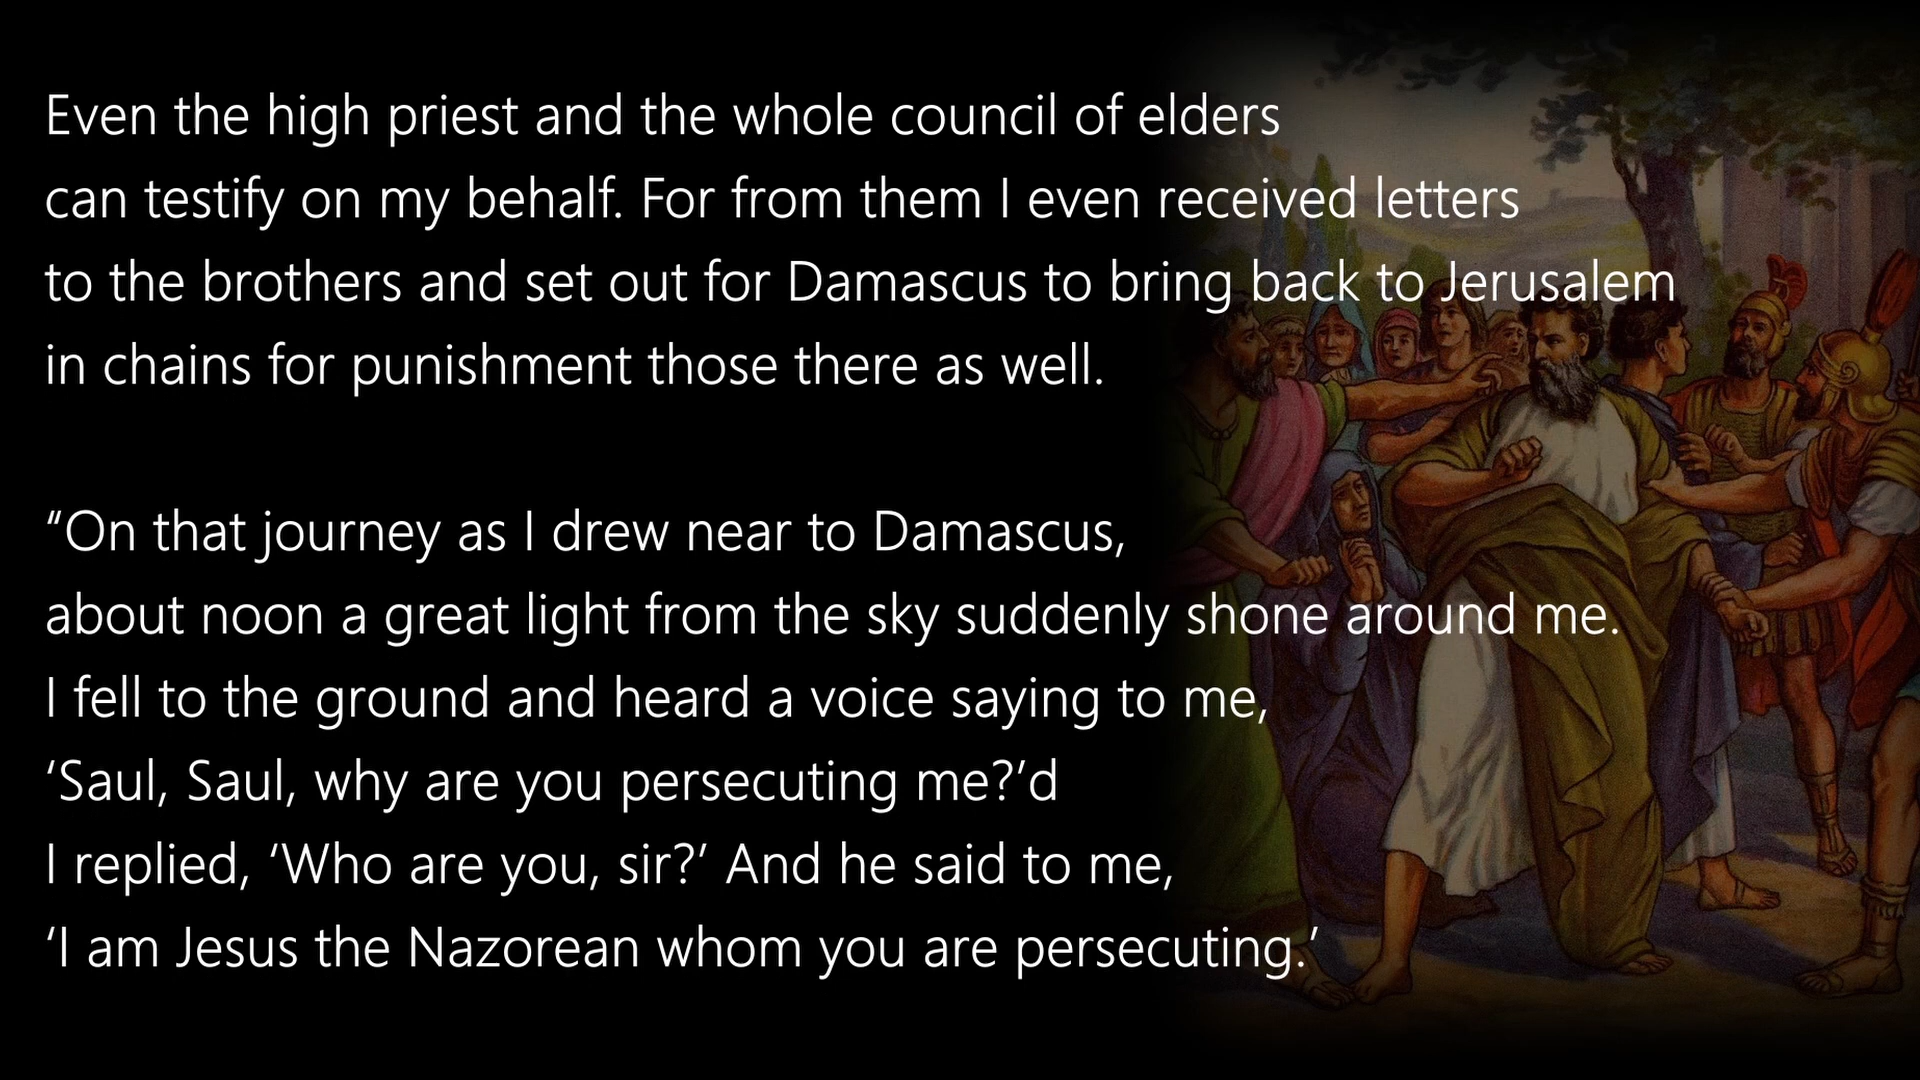 Even the high priest and the whole council of elders
can testify on my behalf. For from them I even received letters
to the brothers and set out for Damascus to bring back to Jerusalem
in chains for punishment those there as well.
“On that journey as I drew near to Damascus,
about noon a great light from the sky suddenly shone around me.
I fell to the ground and heard a voice saying to me,
‘Saul, Saul, why are you persecuting me?’d
I replied, ‘Who are you, sir?’ And he said to me,
‘I am Jesus the Nazorean whom you are persecuting.’